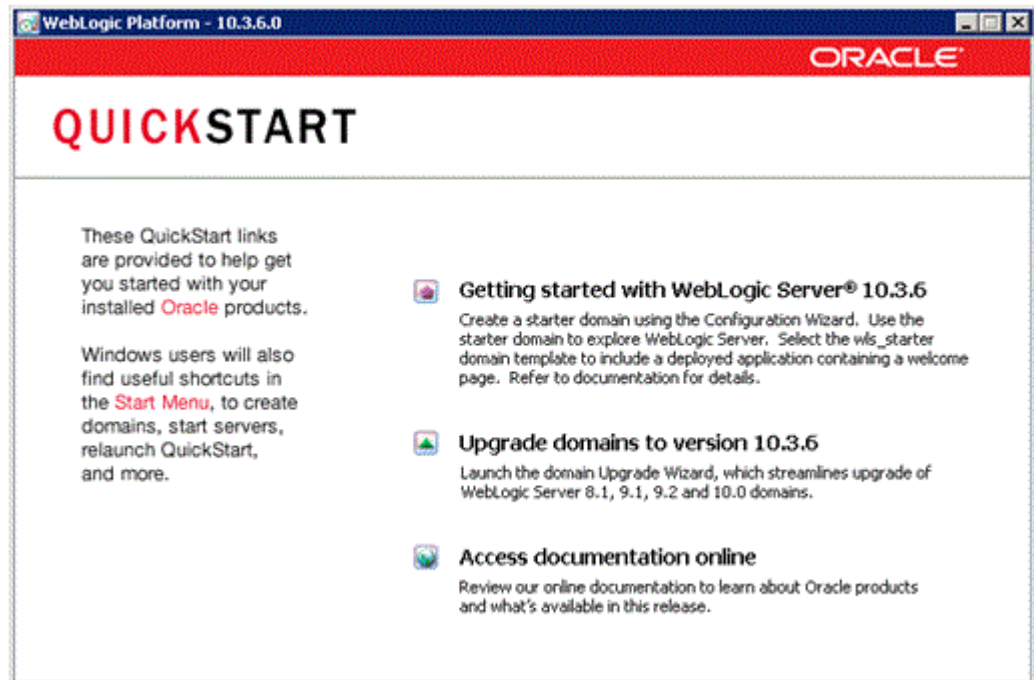 WebLogic Platform - 10.3.6.0
ORACLE
QUICKSTART
These QuickStart links
are provided to help get
you started with your
installed Oracle products.
Windows users will also
find useful shortcuts in
the Start Menu, to create
domains, start servers,
relaunch QuickStart,
and more.
Getting started with WebLogic Server® 10.3.6
Create a starter domain using the Configuration Wizard. Use the
starter domain to explore WebLogic Server. Select the wls_starter
domain template to include a deployed application containing a welcome
page. Refer to documentation for details.
Upgrade domains to version 10.3.6
Launch the domain Upgrade Wizard, which streamlines upgrade of
WebLogic Server 8.1, 9.1, 9.2 and 10.0 domains.
Access documentation online
Review our online documentation to learn about Oracle products
and what's available in this release.